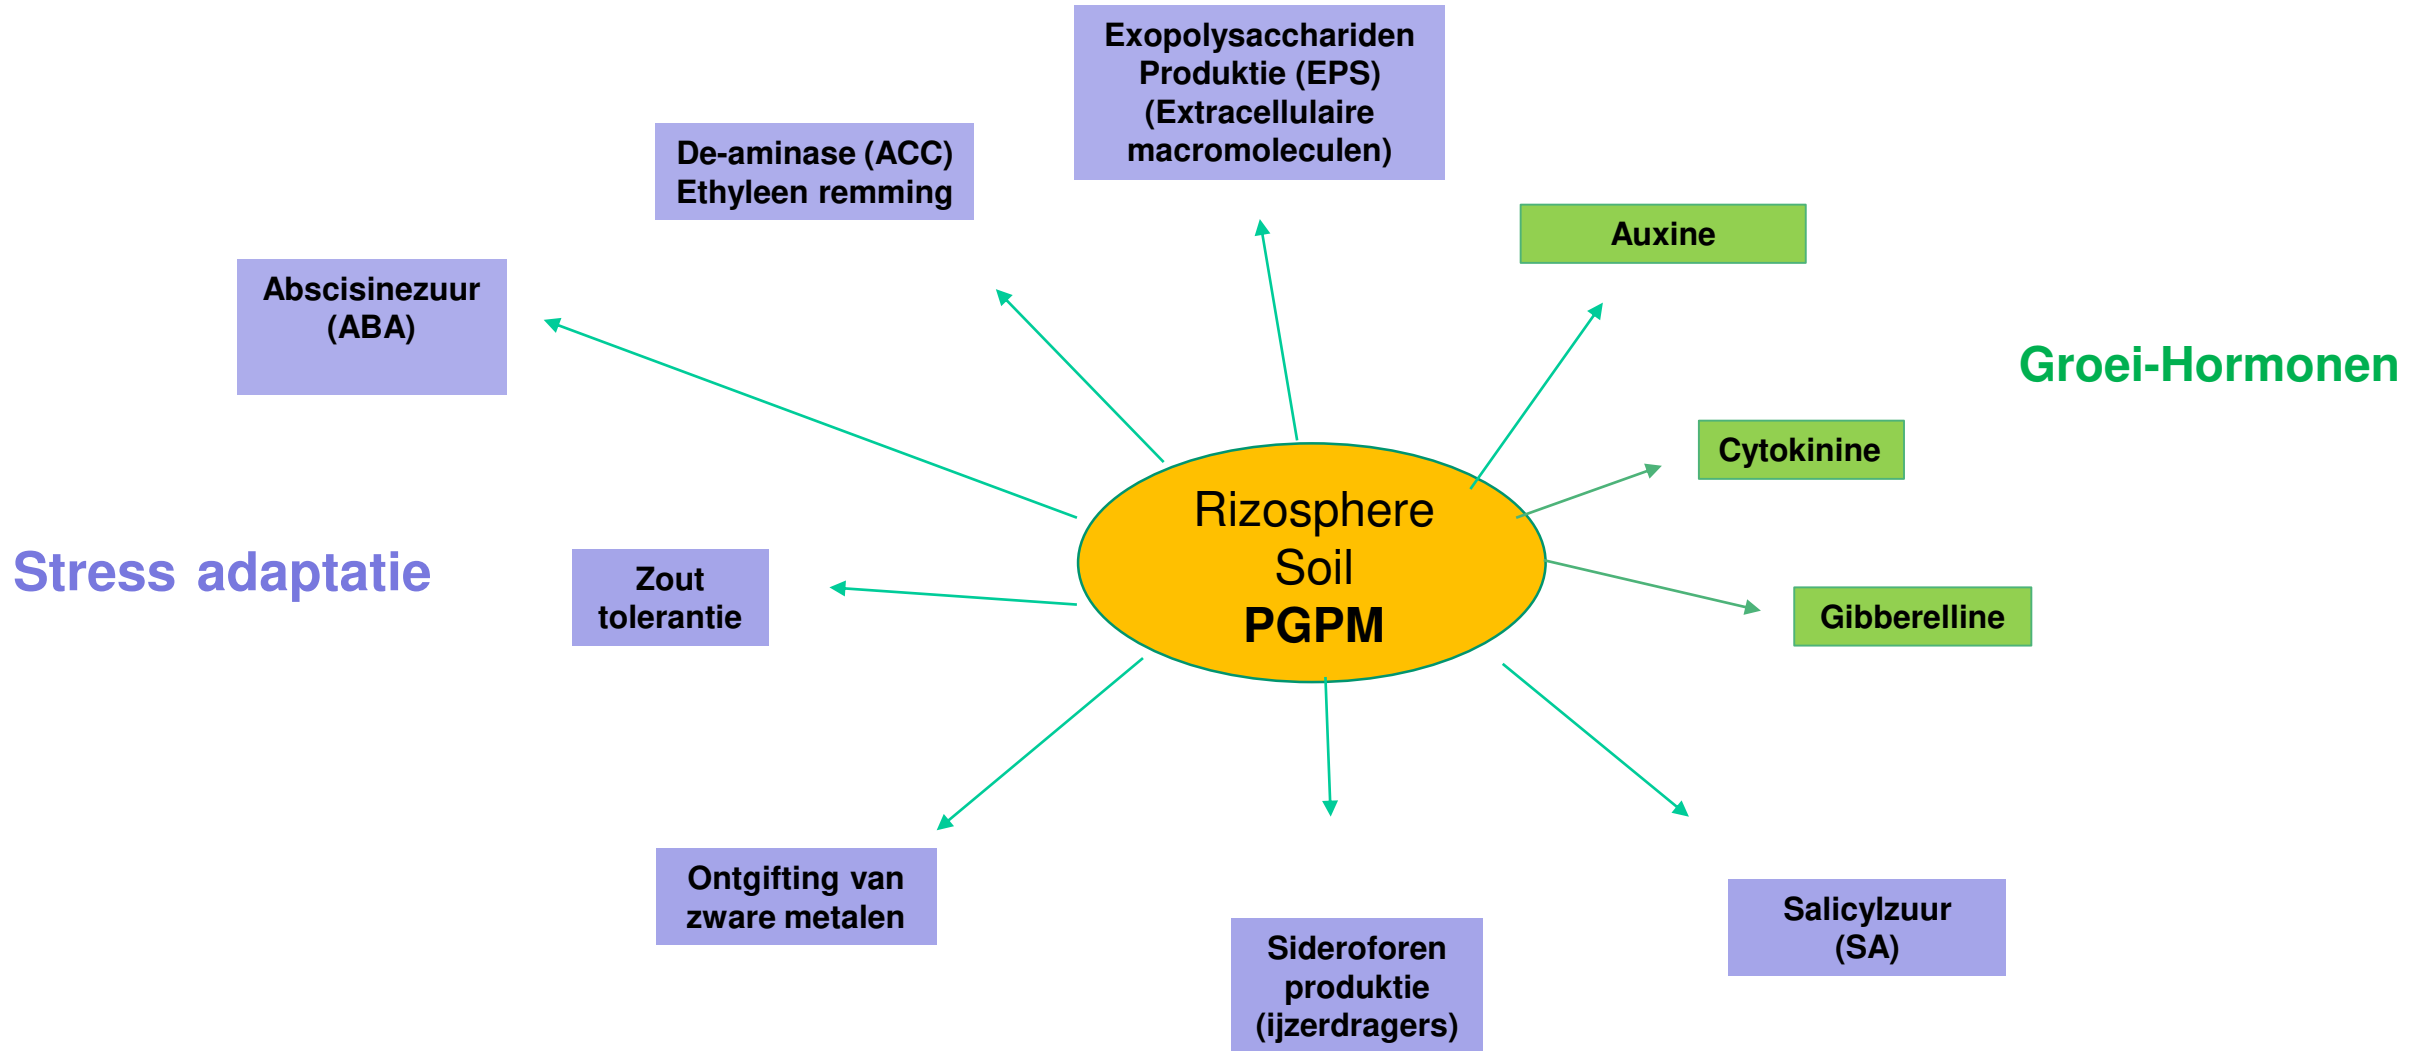 Exopolysacchariden
Produktie (EPS)
(Extracellulaire
macromoleculen)
De-aminase (ACC)
Ethyleen remming
Auxine
Abscisinezuur
(ABA)
Groei-Hormonen
Cytokinine
Rizosphere
Soil
PGPM
Stress adaptatie
Zout
tolerantie
Gibberelline
Ontgifting van
zware metalen
Sideroforen
produktie
(ijzerdragers)
Salicylzuur
(SA)